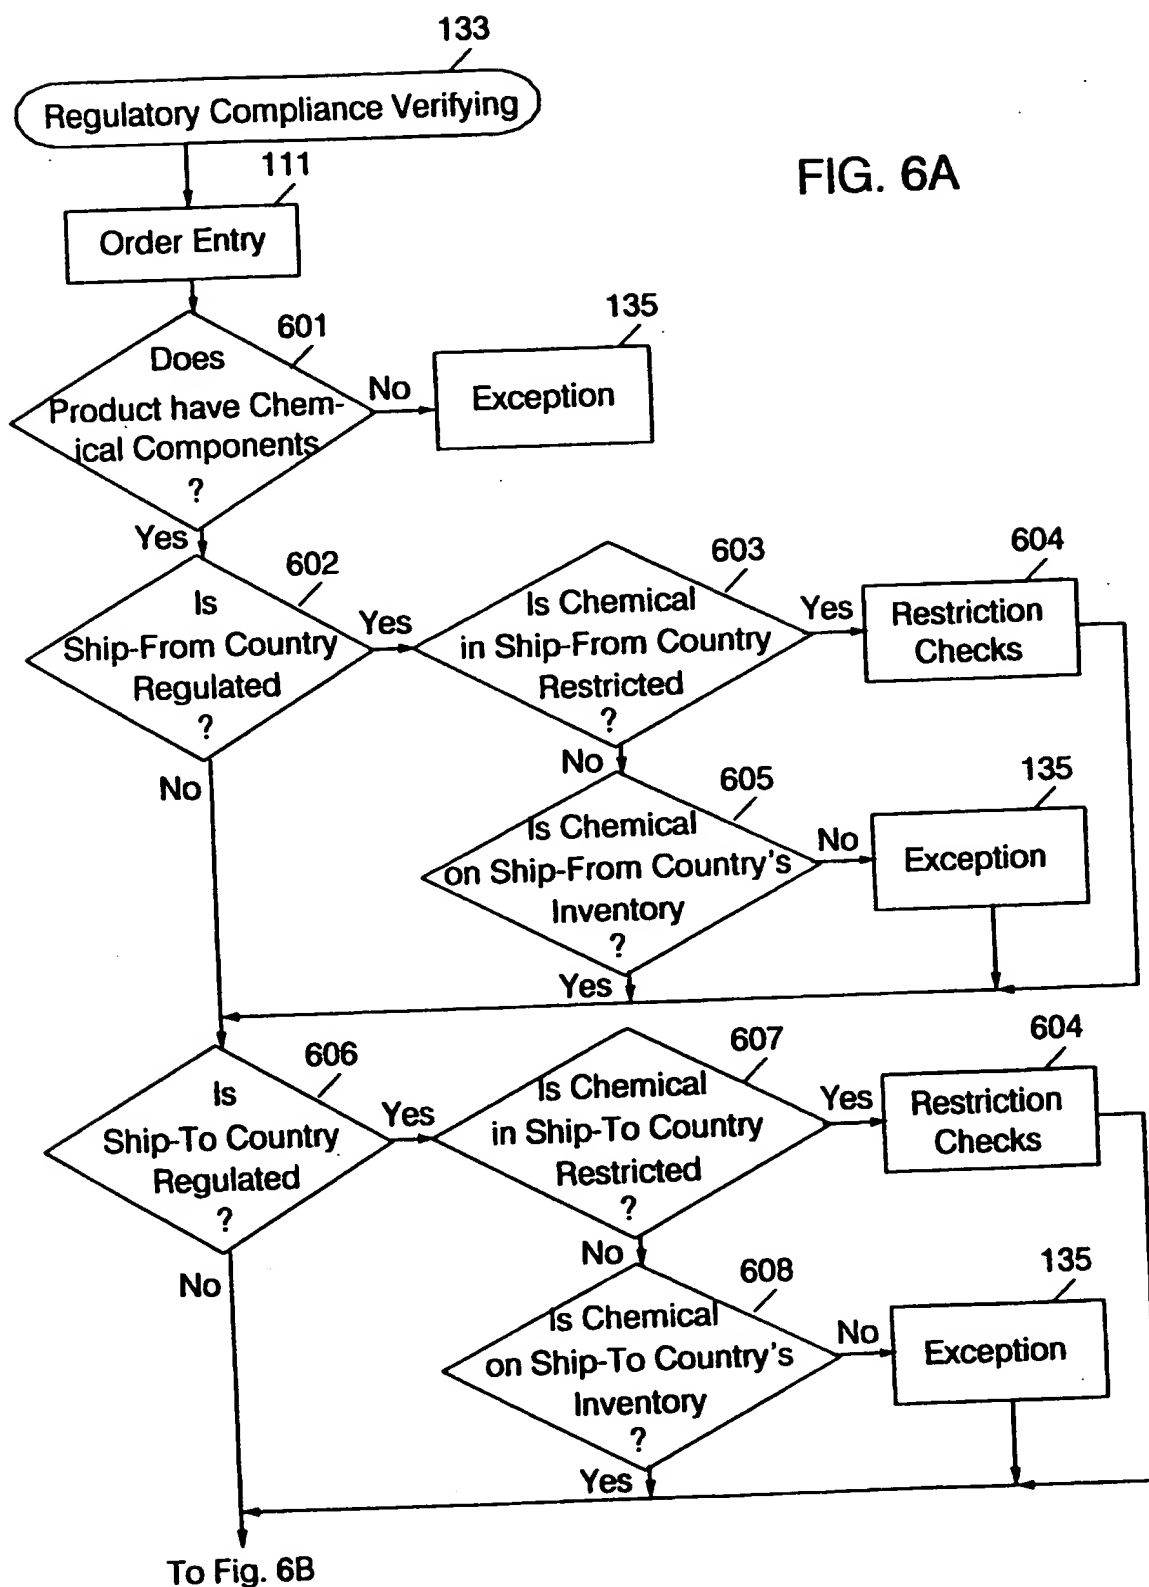 133
Regulatory Compliance Verifying
FIG. 6A
111
Order Entry
601
Does
Product have Chem-
ical Components
?
No
135
Exception
Yes
602
Is
Ship-From Country
Regulated
?
Yes
603
Is Chemical
in Ship-From Country
Restricted
?
Yes
604
Restriction
Checks
No
No
605
Is Chemical
on Ship-From Country's
Inventory
?
No
135
Exception
Yes
606
Is
Ship-To Country
Regulated
?
Yes
607
Is Chemical
in Ship-To Country
Restricted
?
Yes
604
Restriction
Checks
No
No
608
Is Chemical
on Ship-To Country's
Inventory
?
No
135
Exception
Yes
To Fig. 6B